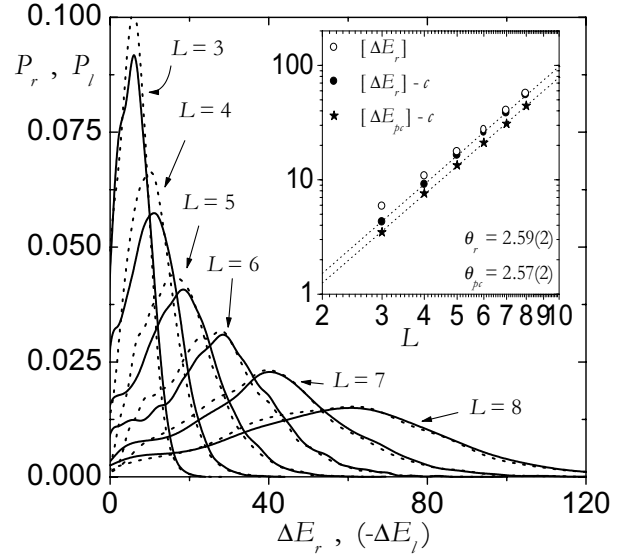 0.100
0.075
0.050
0.025
0.000
P_r , P_l
L = 3
L = 4
L = 5
L = 6
L = 7
L = 8
[ΔE_r]
[ΔE_r] - c
[ΔE_pc] - c
100
10
1
θ_r = 2.59(2)
θ_pc = 2.57(2)
2 3 4 5 6 7 8 9 10
L
0 40 80 120
ΔE_r , (-ΔE_l)